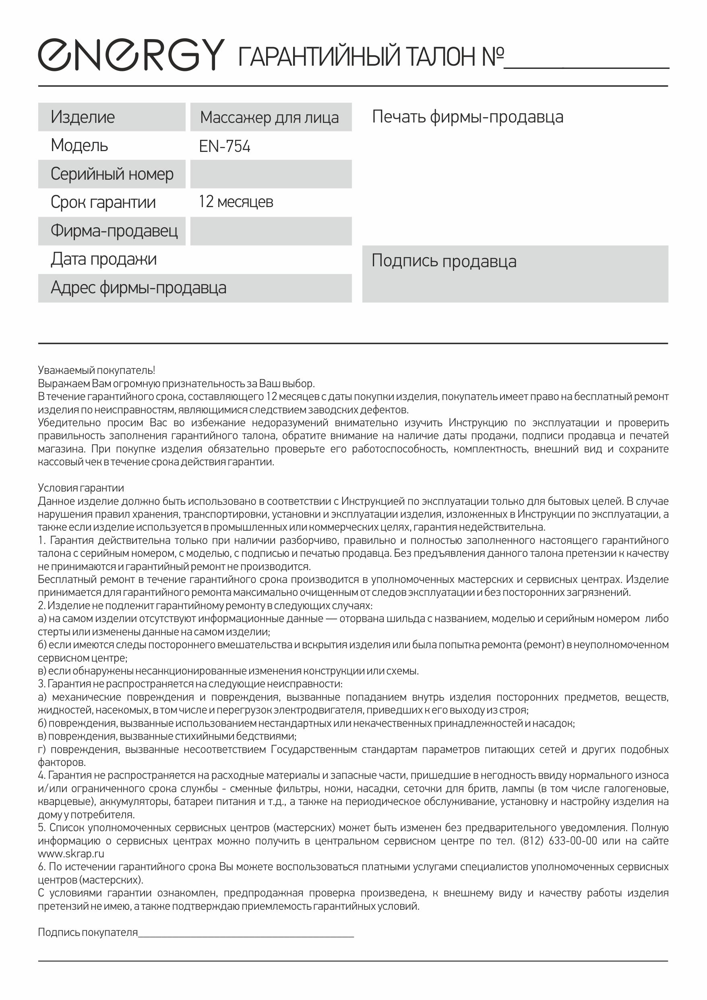 ENERGY ГАРАНТИЙНЫЙ ТАЛОН №
Изделие Массажер для лица Печать фирмы-продавца
Модель EN-754
Серийный номер
Срок гарантии 12 месяцев
Фирма-продавец
Дата продажи Подпись продавца
Адрес фирмы-продавца
Уважаемый покупатель!
Выражаем Вам огромную признательность за Ваш выбор.
В течение гарантийного срока, составляющего 12 месяцев с даты покупки изделия, покупатель имеет право на бесплатный ремонт
изделия по неисправностям, являющимися следствием заводских дефектов.
Убедительно просим Вас во избежание недоразумений внимательно изучить Инструкцию по эксплуатации и проверить
правильность заполнения гарантийного талона, обратите внимание на наличие даты продажи, подписи продавца и печатей
магазина. При покупке изделия обязательно проверьте его работоспособность, комплектность, внешний вид и сохраните
кассовый чек в течение срока действия гарантии.
Условия гарантии
Данное изделие должно быть использовано в соответствии с Инструкцией по эксплуатации только для бытовых целей. В случае
нарушения правил хранения, транспортировки, установки и эксплуатации изделия, изложенных в Инструкции по эксплуатации, а
также если изделие используется в промышленных или коммерческих целях, гарантия недействительна.
1. Гарантия действительна только при наличии разборчиво, правильно и полностью заполненного настоящего гарантийного
талона с серийным номером, с моделью, с подписью и печатью продавца. Без предъявления данного талона претензии к качеству
не принимаются и гарантийный ремонт не производится.
Бесплатный ремонт в течение гарантийного срока производится в уполномоченных мастерских и сервисных центрах. Изделие
принимается для гарантийного ремонта максимально очищенным от следов эксплуатации и без посторонних загрязнений.
2. Изделие не подлежит гарантийному ремонту в следующих случаях:
а) на самом изделии отсутствуют информационные данные — оторвана шильда с названием, моделью и серийным номером либо
стерты или изменены данные на самом изделии;
б) если имеются следы постороннего вмешательства и вскрытия изделия или была попытка ремонта (ремонт) в неуполномоченном
сервисном центре;
в) если обнаружены несанкционированные изменения конструкции или схемы.
3. Гарантия не распространяется на следующие неисправности:
а) механические повреждения и повреждения, вызванные попаданием внутрь изделия посторонних предметов, веществ,
жидкостей, насекомых, в том числе и перегрузок электродвигателя, приведших к его выходу из строя;
б) повреждения, вызванные использованием нестандартных или некачественных принадлежностей и насадок;
в) повреждения, вызванные стихийными бедствиями;
г) повреждения, вызванные несоответствием Государственным стандартам параметров питающих сетей и других подобных
факторов.
4. Гарантия не распространяется на расходные материалы и запасные части, пришедшие в негодность ввиду нормального износа
и/или ограниченного срока службы - сменные фильтры, ножи, насадки, сеточки для бритв, лампы (в том числе галогеновые,
кварцевые), аккумуляторы, батареи питания и т.д., а также на периодическое обслуживание, установку и настройку изделия на
дому у потребителя.
5. Список уполномоченных сервисных центров (мастерских) может быть изменен без предварительного уведомления. Полную
информацию о сервисных центрах можно получить в центральном сервисном центре по тел. (812) 633-00-00 или на сайте
www.skrap.ru
6. По истечении гарантийного срока Вы можете воспользоваться платными услугами специалистов уполномоченных сервисных
центров (мастерских).
С условиями гарантии ознакомлен, предпродажная проверка произведена, к внешнему виду и качеству работы изделия
претензий не имею, а также подтверждаю приемлемость гарантийных условий.
Подпись покупателя